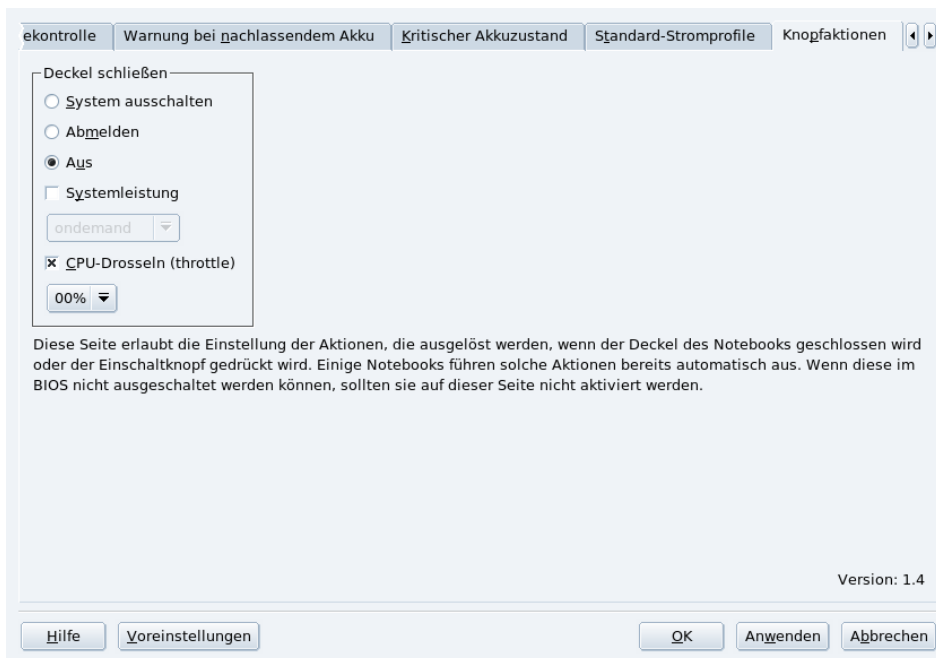 ekontrolle Warnung bei nachlassendem Akku Kritischer Akkuzustand Standard-Stromprofile Knopfaktionen
Deckel schließen
System ausschalten
Abmelden
Aus
Systemleistung
ondemand
CPU-Drosseln (throttle)
00%
Diese Seite erlaubt die Einstellung der Aktionen, die ausgelöst werden, wenn der Deckel des Notebooks geschlossen wird
oder der Einschaltknopf gedrückt wird. Einige Notebooks führen solche Aktionen bereits automatisch aus. Wenn diese im
BIOS nicht ausgeschaltet werden können, sollten sie auf dieser Seite nicht aktiviert werden.
Version: 1.4
Hilfe Voreinstellungen OK Anwenden Abbrechen